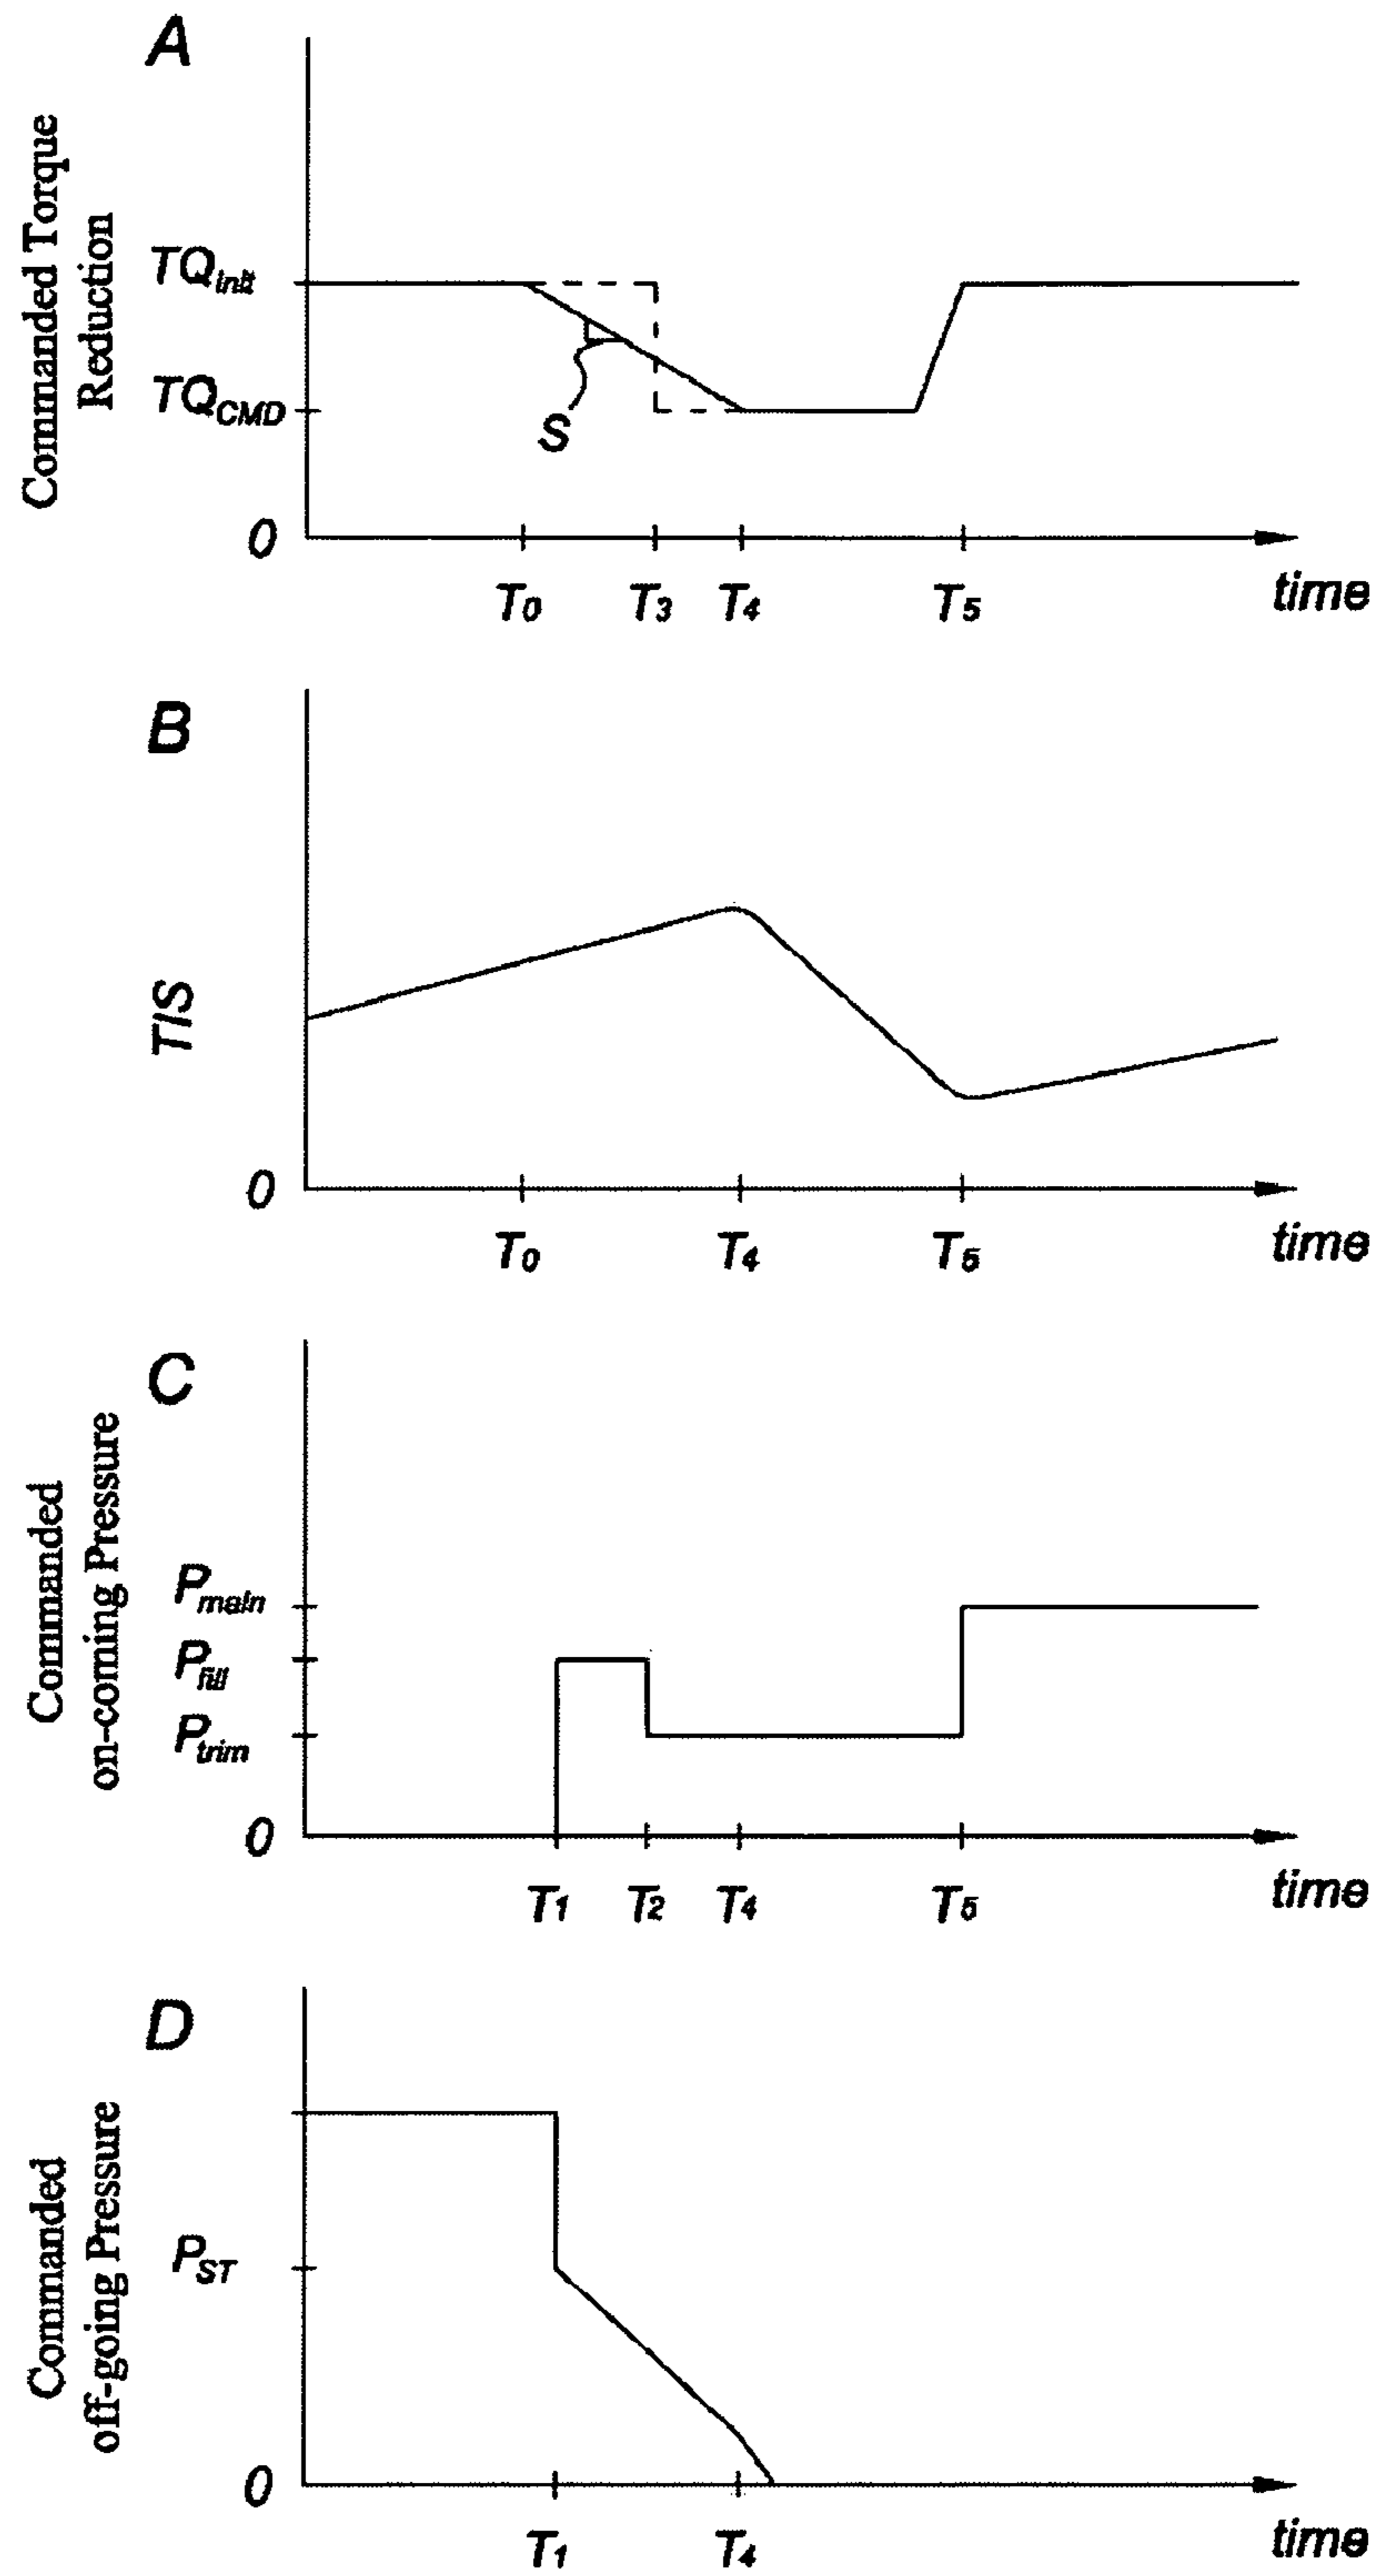 A
Commanded Torque
Reduction
TQinit
TQCMD
S
0
T0 T3 T4 T5 time
B
TIS
0
T0 T4 T5 time
C
Commanded
on-coming Pressure
Pmain
Pfill
Ptrim
0
T1 T2 T4 T5 time
D
Commanded
off-going Pressure
PST
0
T1 T4 time